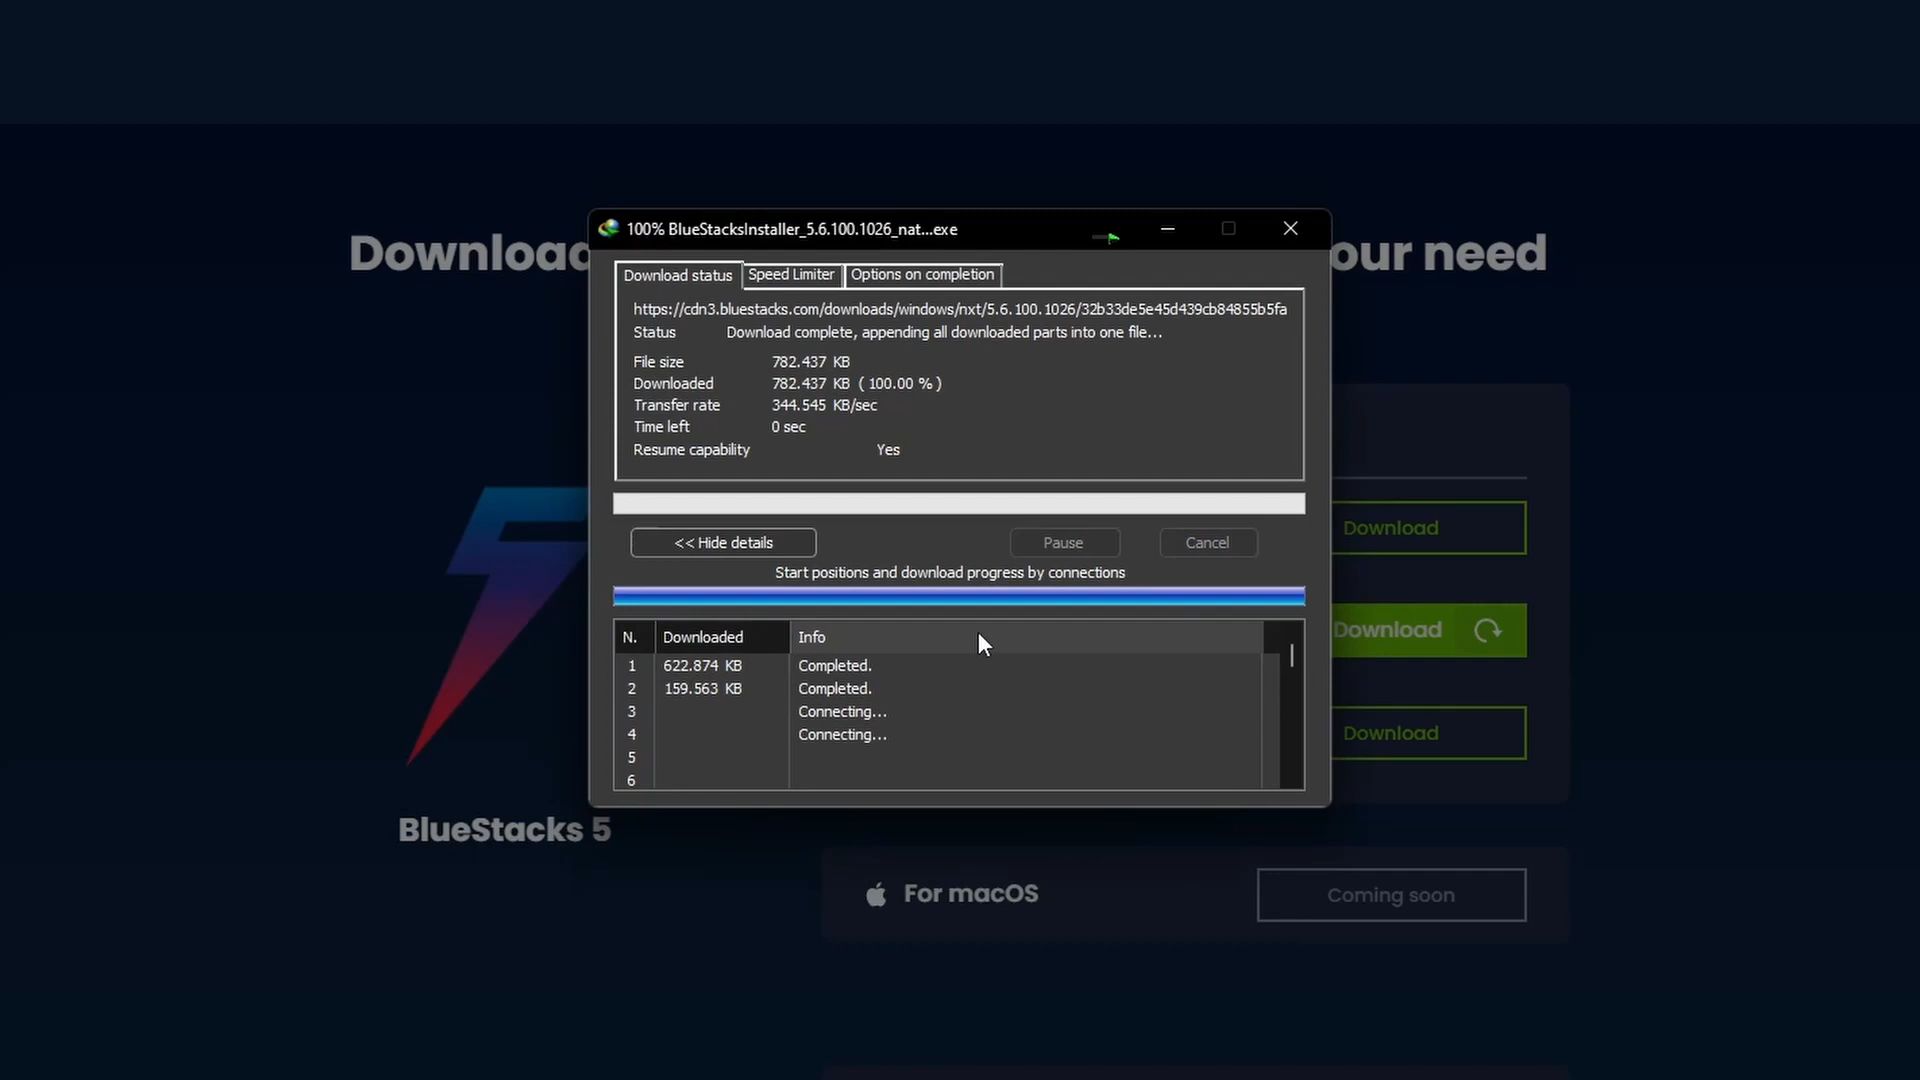 Download
our need
100% BlueStacksInstaller_5.6.100.1026_nat...exe
Download status
Speed Limiter
Options on completion
https://cdn3.bluestacks.com/downloads/windows/nxt/5.6.100.1026/32b33de5e45d439cb84855b5fa
Status Download complete, appending all downloaded parts into one file...
File size 782.437 KB
Downloaded 782.437 KB ( 100.00 % )
Transfer rate 344.545 KB/sec
Time left 0 sec
Resume capability Yes
<< Hide details
Pause
Cancel
Start positions and download progress by connections
N. Downloaded Info
1 622.874 KB Completed.
2 159.563 KB Completed.
3 Connecting...
4 Connecting...
5
6
Download
Download
Download
BlueStacks 5
For macOS
Coming soon